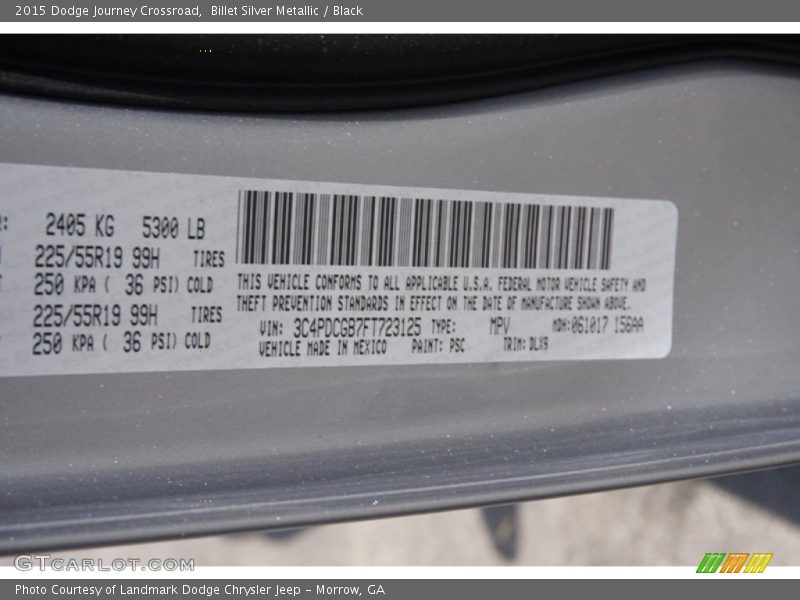 2015 Dodge Journey Crossroad, Billet Silver Metallic / Black
2405 KG 5300 LB
225/55R19 99H TIRES
250 KPA ( 36 PSI) COLD
225/55R19 99H TIRES
250 KPA ( 36 PSI) COLD
THIS VEHICLE CONFORMS TO ALL APPLICABLE U.S.A. FEDERAL MOTOR VEHICLE SAFETY AND
THEFT PREVENTION STANDARDS IN EFFECT ON THE DATE OF MANUFACTURE SHOWN ABOVE.
VIN: 3C4PDCGB7FT723125 TYPE: MPV MDH:061017 156AA
VEHICLE MADE IN MEXICO PAINT: PSC TRIM: DLX9
GTCARLOT.COM
Photo Courtesy of Landmark Dodge Chrysler Jeep - Morrow, GA